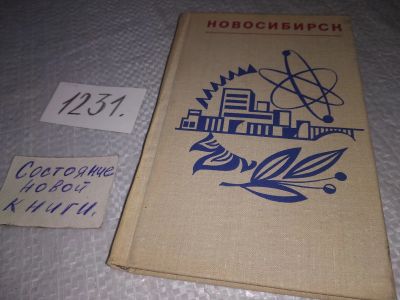 НОВОСИБИРСК
1231.
Состояние
новой
книги.